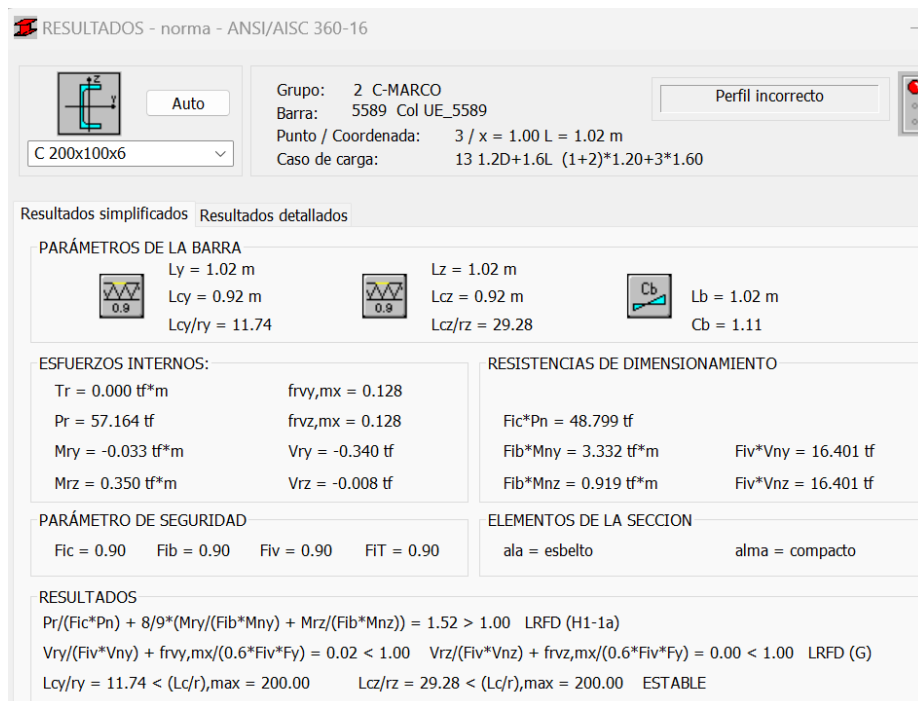 RESULTADOS - norma - ANSI/AISC 360-16
z
y
Auto
C 200x100x6
Grupo: 2 C-MARCO
Barra: 5589 Col UE_5589
Punto / Coordenada: 3 / x = 1.00 L = 1.02 m
Caso de carga: 13 1.2D+1.6L (1+2)*1.20+3*1.60
Perfil incorrecto
Resultados simplificados Resultados detallados
PARÁMETROS DE LA BARRA
0.9
Ly = 1.02 m
Lcy = 0.92 m
Lcy/ry = 11.74
0.9
Lz = 1.02 m
Lcz = 0.92 m
Lcz/rz = 29.28
Cb
Lb = 1.02 m
Cb = 1.11
ESFUERZOS INTERNOS:
Tr = 0.000 tf*m frvy,mx = 0.128
Pr = 57.164 tf frvz,mx = 0.128
Mry = -0.033 tf*m Vry = -0.340 tf
Mrz = 0.350 tf*m Vrz = -0.008 tf
RESISTENCIAS DE DIMENSIONAMIENTO
Fic*Pn = 48.799 tf
Fib*Mny = 3.332 tf*m Fiv*Vny = 16.401 tf
Fib*Mnz = 0.919 tf*m Fiv*Vnz = 16.401 tf
PARÁMETRO DE SEGURIDAD
Fic = 0.90 Fib = 0.90 Fiv = 0.90 FiT = 0.90
ELEMENTOS DE LA SECCION
ala = esbelto alma = compacto
RESULTADOS
Pr/(Fic*Pn) + 8/9*(Mry/(Fib*Mny) + Mrz/(Fib*Mnz)) = 1.52 > 1.00 LRFD (H1-1a)
Vry/(Fiv*Vny) + frvy,mx/(0.6*Fiv*Fy) = 0.02 < 1.00 Vrz/(Fiv*Vnz) + frvz,mx/(0.6*Fiv*Fy) = 0.00 < 1.00 LRFD (G)
Lcy/ry = 11.74 < (Lc/r),max = 200.00 Lcz/rz = 29.28 < (Lc/r),max = 200.00 ESTABLE